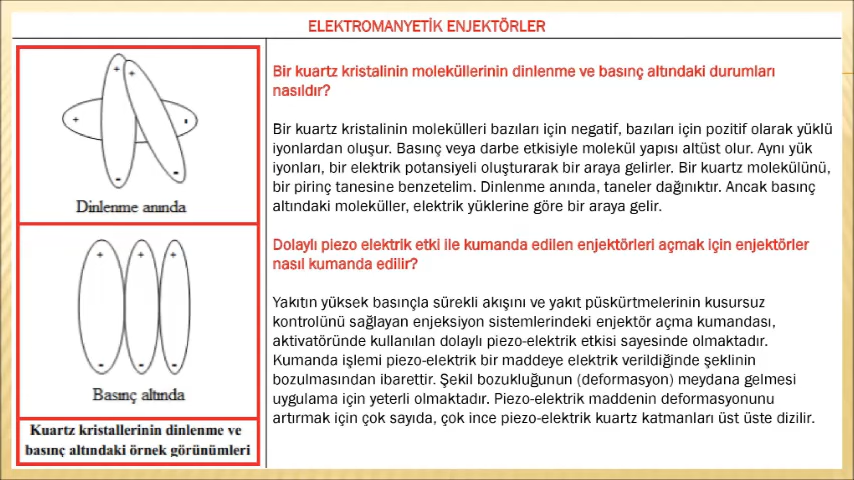 ELEKTROMANYETİK ENJEKTÖRLER
+
+
+
-
-
Dinlenme anında
+
+
+
-
-
-
Basınç altında
Kuartz kristallerinin dinlenme ve
basınç altındaki örnek görünümleri
Bir kuartz kristalinin moleküllerinin dinlenme ve basınç altındaki durumları
nasıldır?
Bir kuartz kristalinin molekülleri bazıları için negatif, bazıları için pozitif olarak yüklü
iyonlardan oluşur. Basınç veya darbe etkisiyle molekül yapısı altüst olur. Aynı yük
iyonları, bir elektrik potansiyeli oluşturarak bir araya gelirler. Bir kuartz molekülünü,
bir pirinç tanesine benzetelim. Dinlenme anında, taneler dağınıktır. Ancak basınç
altındaki moleküller, elektrik yüklerine göre bir araya gelir.
Dolaylı piezo elektrik etki ile kumanda edilen enjektörleri açmak için enjektörler
nasıl kumanda edilir?
Yakıtın yüksek basınçla sürekli akışını ve yakıt püskürtmelerinin kusursuz
kontrolünü sağlayan enjeksiyon sistemlerindeki enjektör açma kumandası,
aktivatöründe kullanılan dolaylı piezo-elektrik etkisi sayesinde olmaktadır.
Kumanda işlemi piezo-elektrik bir maddeye elektrik verildiğinde şeklinin
bozulmasından ibarettir. Şekil bozukluğunun (deformasyon) meydana gelmesi
uygulama için yeterli olmaktadır. Piezo-elektrik maddenin deformasyonunu
artırmak için çok sayıda, çok ince piezo-elektrik kuartz katmanları üst üste dizilir.